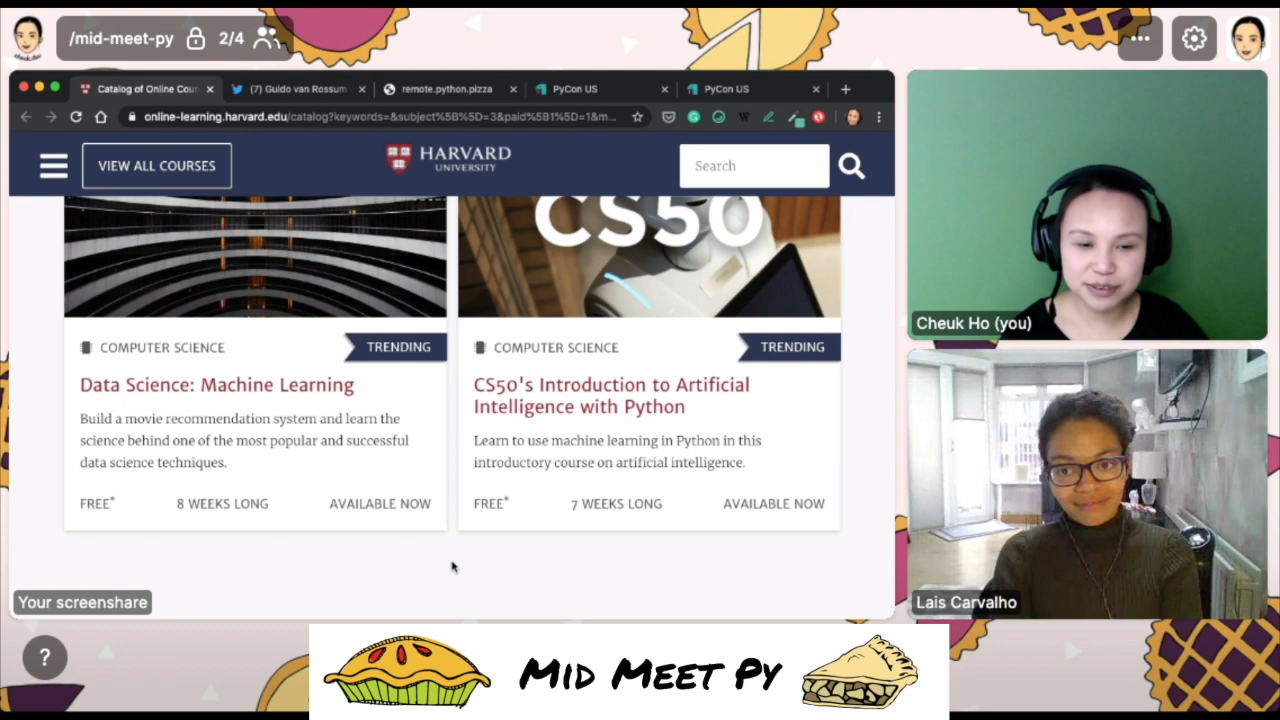 /mid-meet-py 2/4
Catalog of Online Cour
(7) Guido van Rossum
remote.python.pizza
PyCon US
PyCon US
online-learning.harvard.edu/catalog?keywords=&subject%5B%5D=3&paid%5B1%5D=1&m...
VIEW ALL COURSES
HARVARD
UNIVERSITY
Search
CS50
COMPUTER SCIENCE
TRENDING
Data Science: Machine Learning
Build a movie recommendation system and learn the
science behind one of the most popular and successful
data science techniques.
FREE*
8 WEEKS LONG
AVAILABLE NOW
COMPUTER SCIENCE
TRENDING
CS50's Introduction to Artificial
Intelligence with Python
Learn to use machine learning in Python in this
introductory course on artificial intelligence.
FREE*
7 WEEKS LONG
AVAILABLE NOW
Your screenshare
Cheuk Ho (you)
Lais Carvalho
?
MID MEET PY